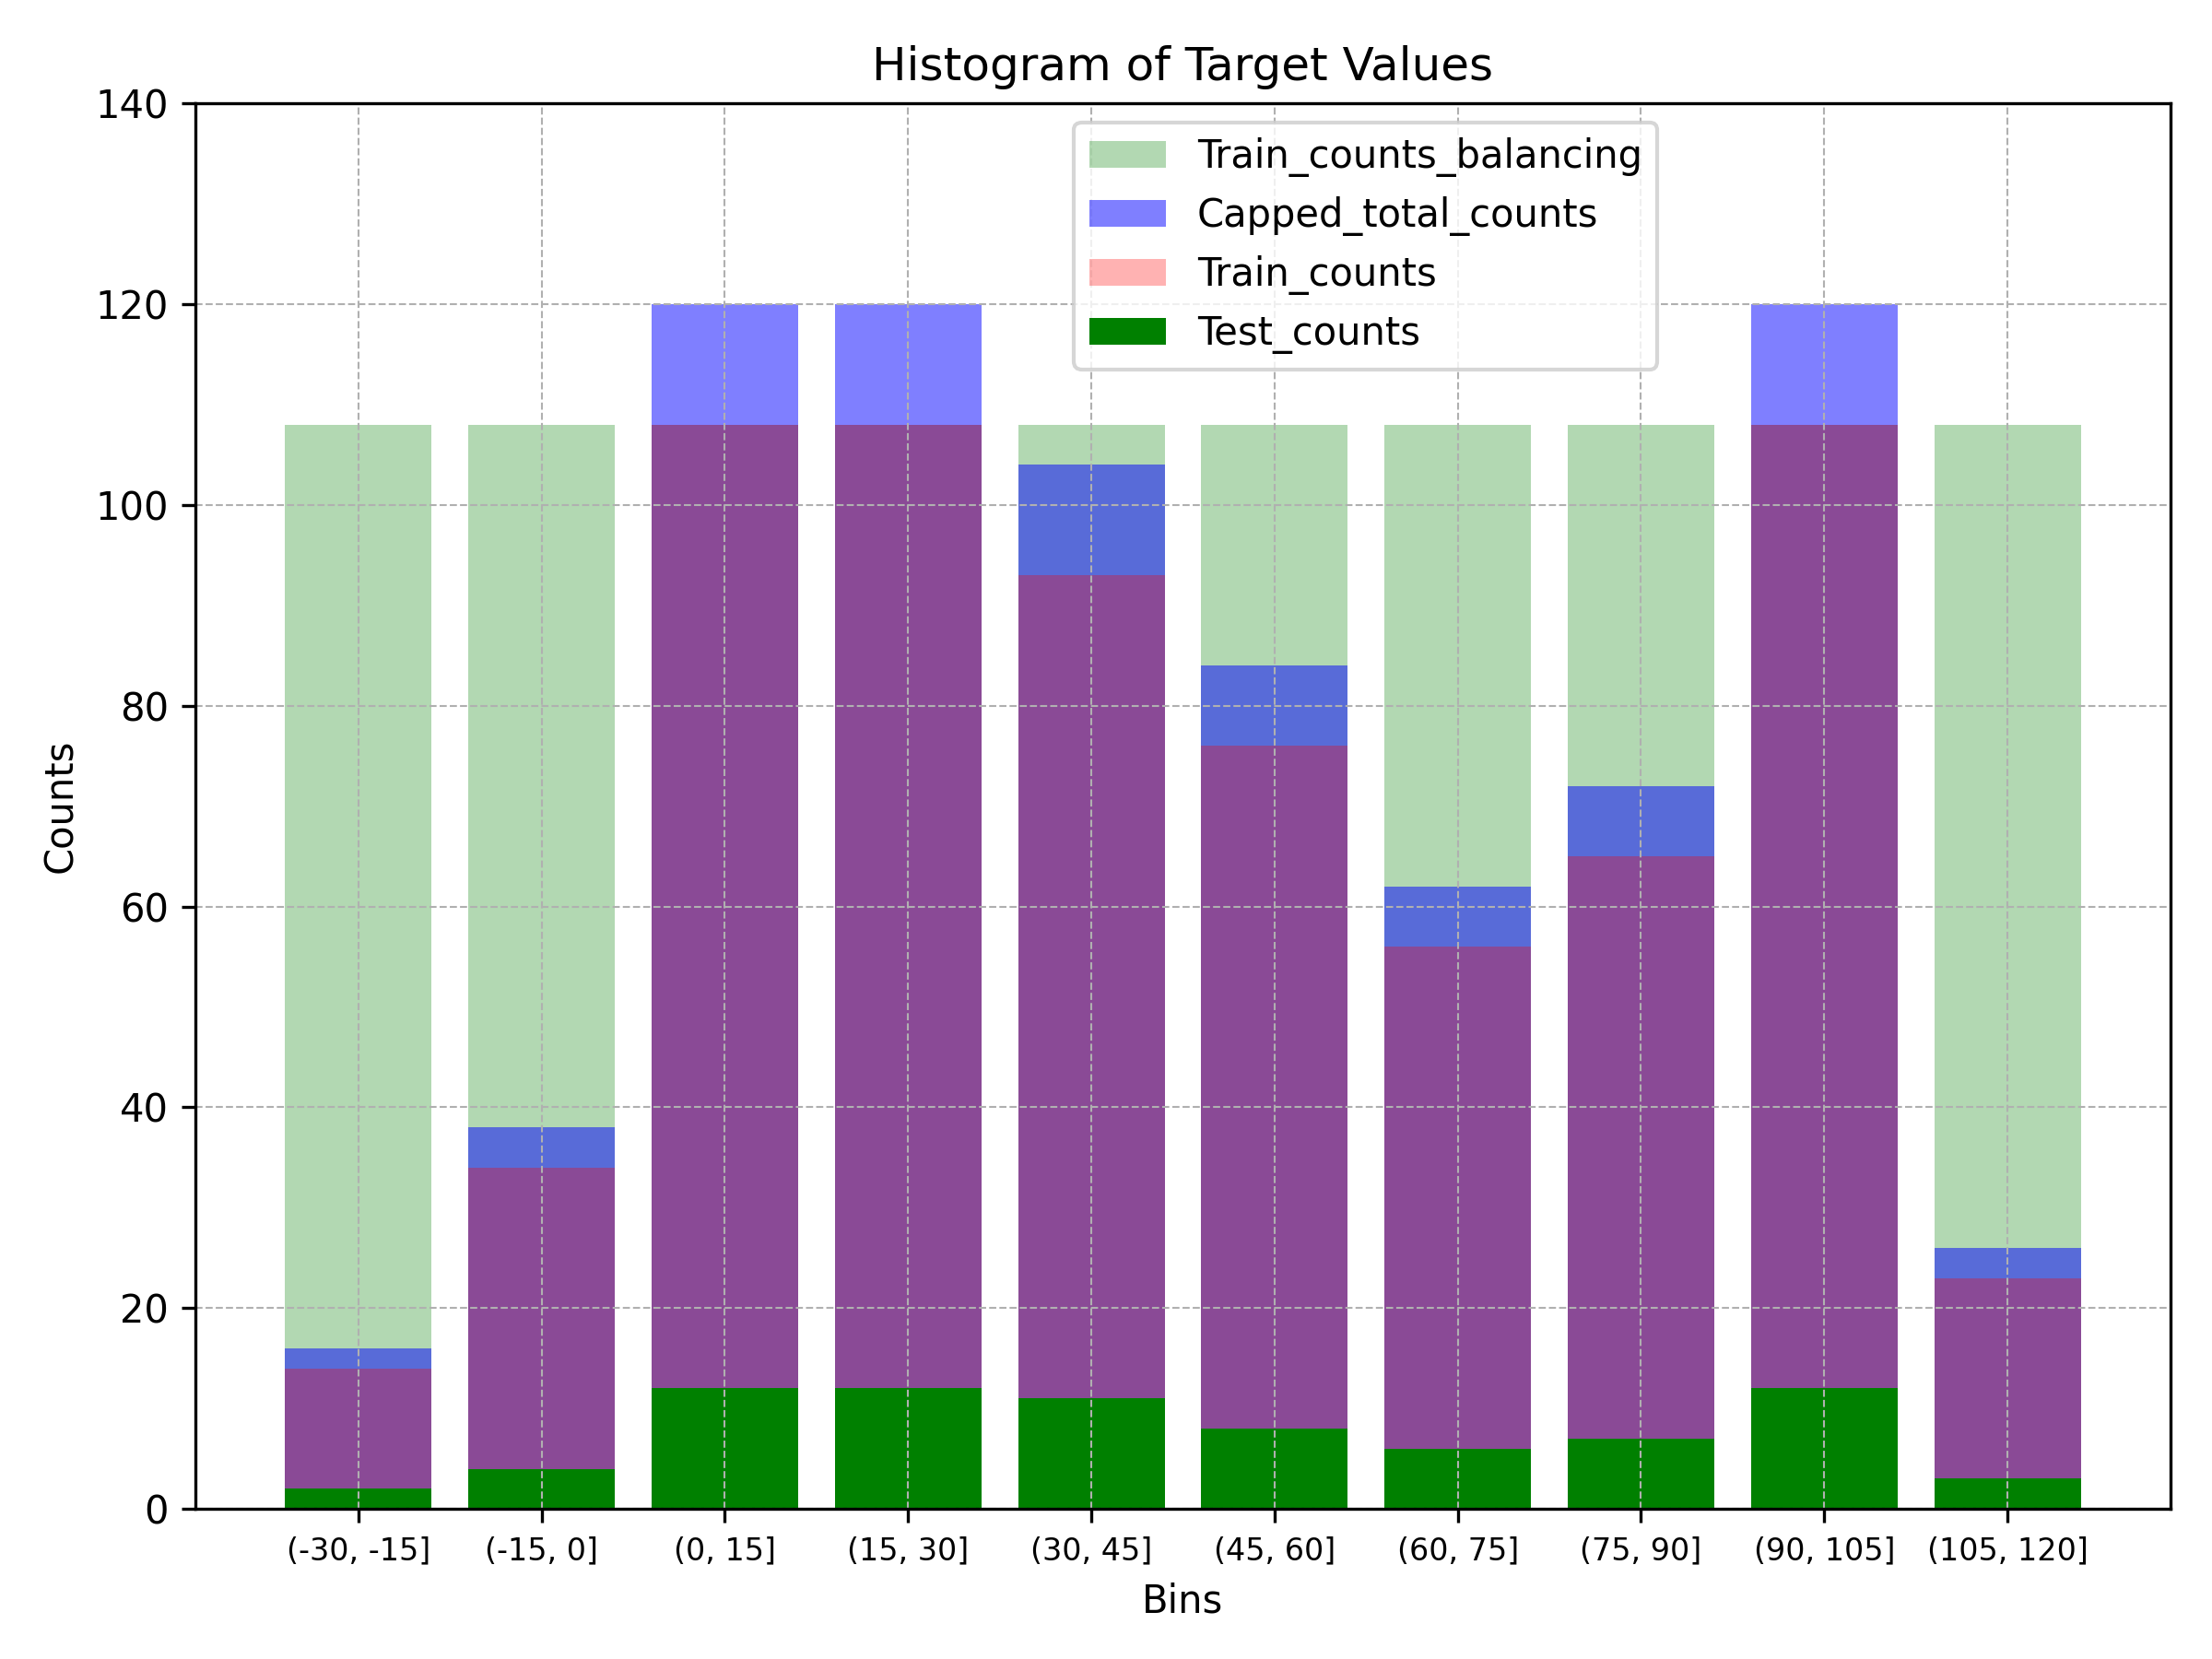 Histogram of Target Values
140
120
100
80
60
40
20
0
Counts
Train_counts_balancing
Capped_total_counts
Train_counts
Test_counts
(-30, -15] (-15, 0] (0, 15] (15, 30] (30, 45] (45, 60] (60, 75] (75, 90] (90, 105] (105, 120]
Bins